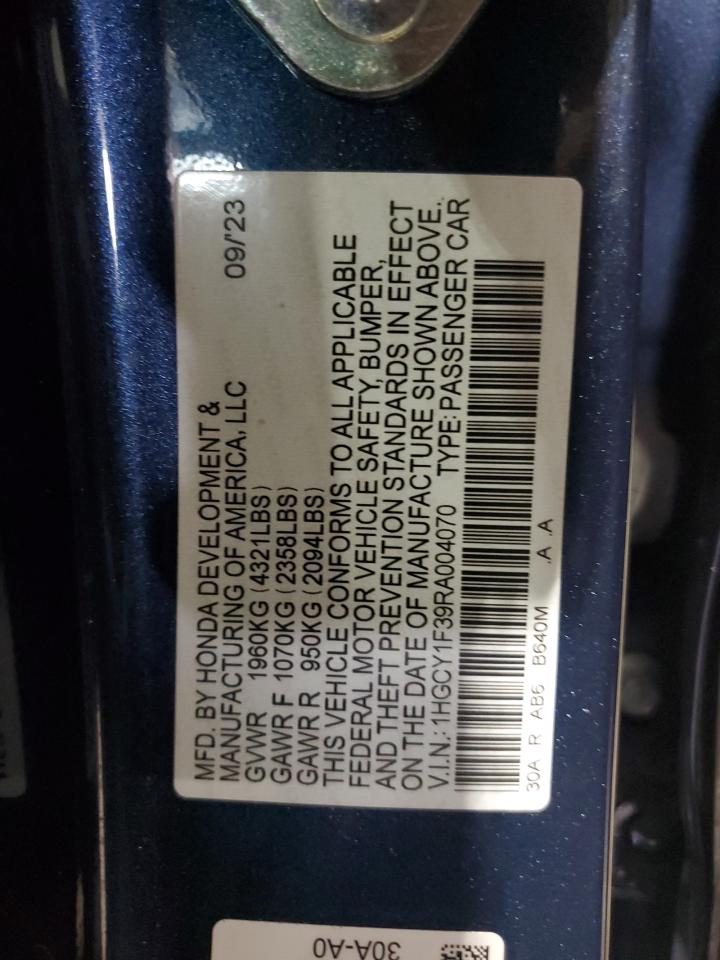 MFD. BY HONDA DEVELOPMENT &
MANUFACTURING OF AMERICA, LLC 09/'23
GVWR 1960KG (4321LBS)
GAWR F 1070KG (2358LBS)
GAWR R 950KG (2094LBS)
THIS VEHICLE CONFORMS TO ALL APPLICABLE
FEDERAL MOTOR VEHICLE SAFETY, BUMPER,
AND THEFT PREVENTION STANDARDS IN EFFECT
ON THE DATE OF MANUFACTURE SHOWN ABOVE.
V.I.N.: 1HGCY1F39RA004070 TYPE: PASSENGER CAR
30A R AB6 B640M .A .A
30A-A0